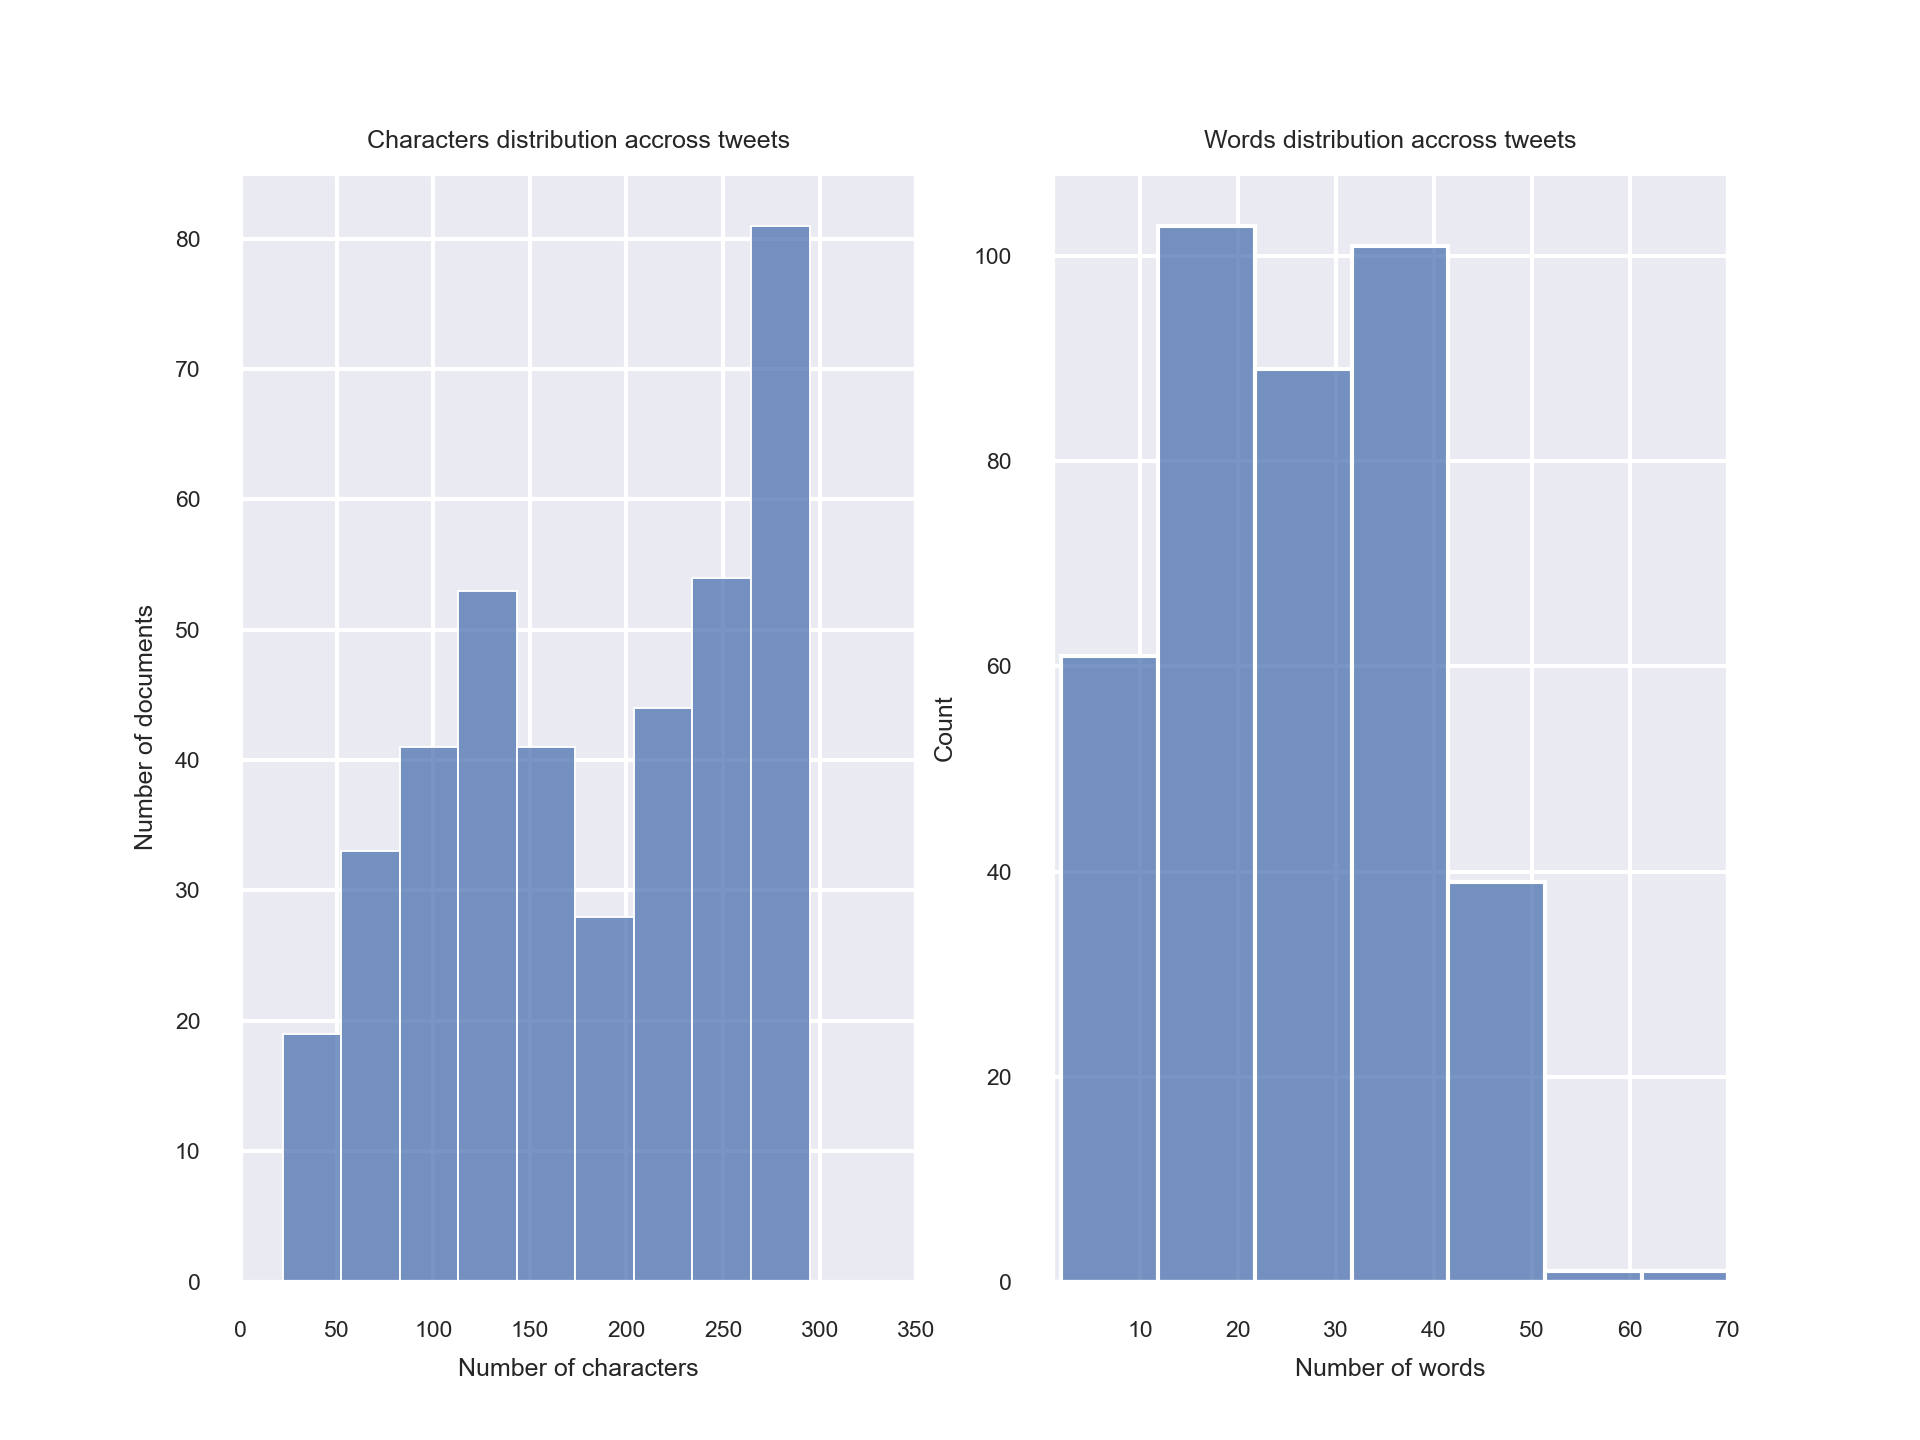 Characters distribution accross tweets
Number of documents
80
70
60
50
40
30
20
10
0
0 50 100 150 200 250 300 350
Number of characters
Words distribution accross tweets
Count
100
80
60
40
20
0
10 20 30 40 50 60 70
Number of words